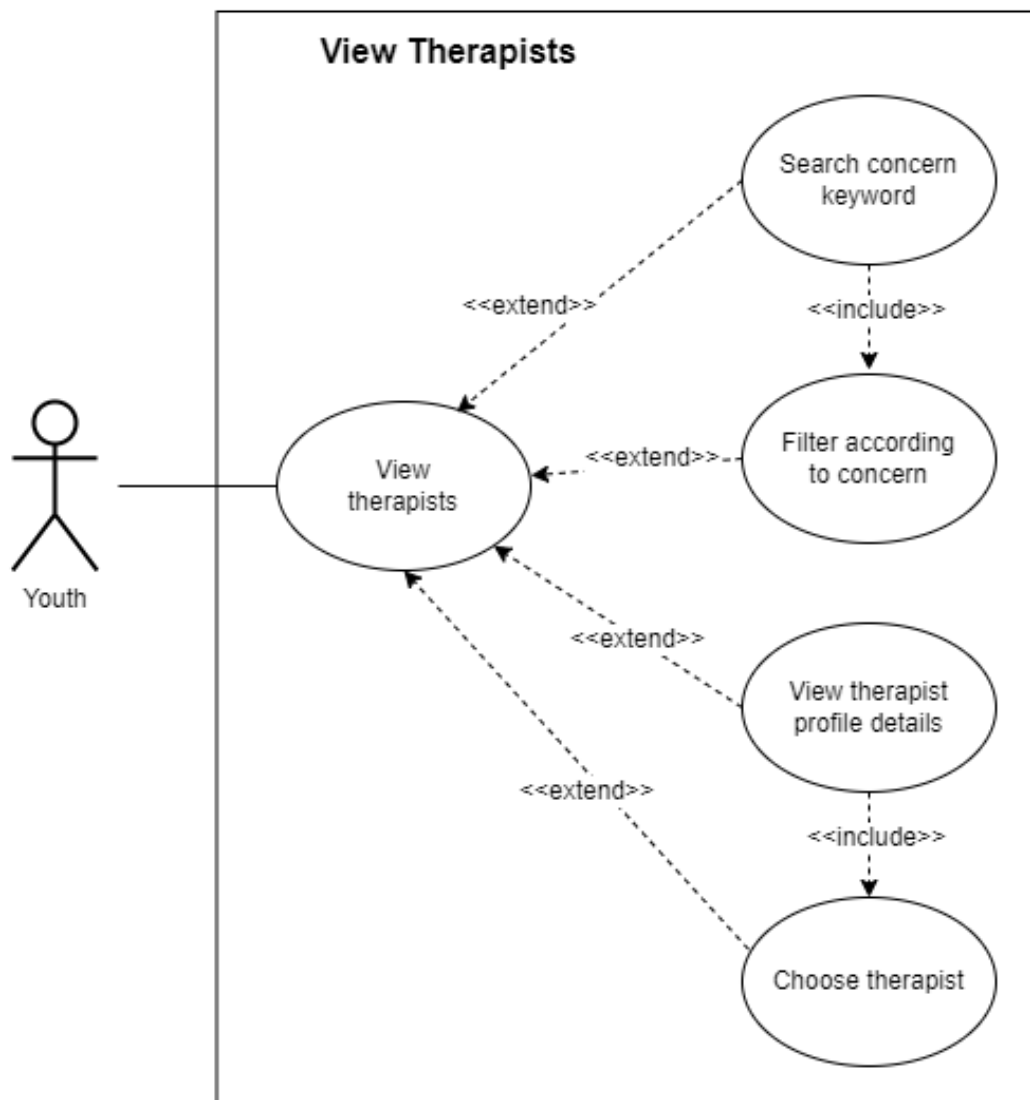 View Therapists
Search concern
keyword
<<extend>>
<<include>>
View
therapists
<<extend>>
Filter according
to concern
Youth
<<extend>>
View therapist
profile details
<<extend>>
<<include>>
Choose therapist